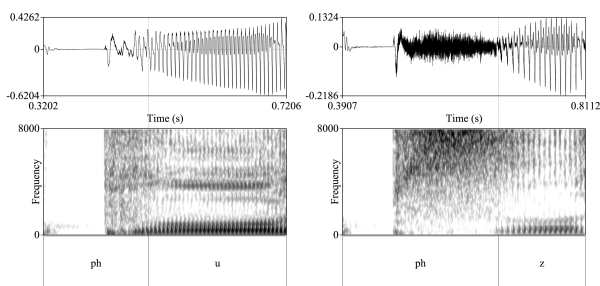 0.4262
0
-0.6204
0.3202
0.7206
Time (s)
8000
Frequency
0
ph
u
0.1324
0
-0.2186
0.3907
0.8112
Time (s)
8000
Frequency
0
ph
z